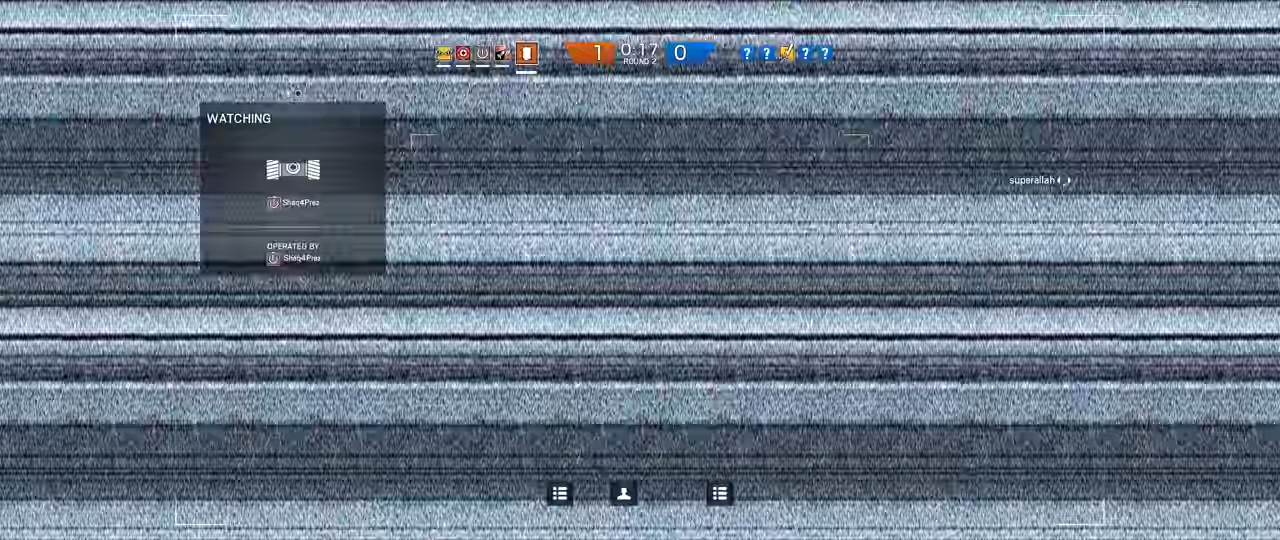 1 0:17 0
ROUND 2
? ? ? ?
WATCHING
superallah
Shaq4Prez
OPERATED BY
Shaq4Prez